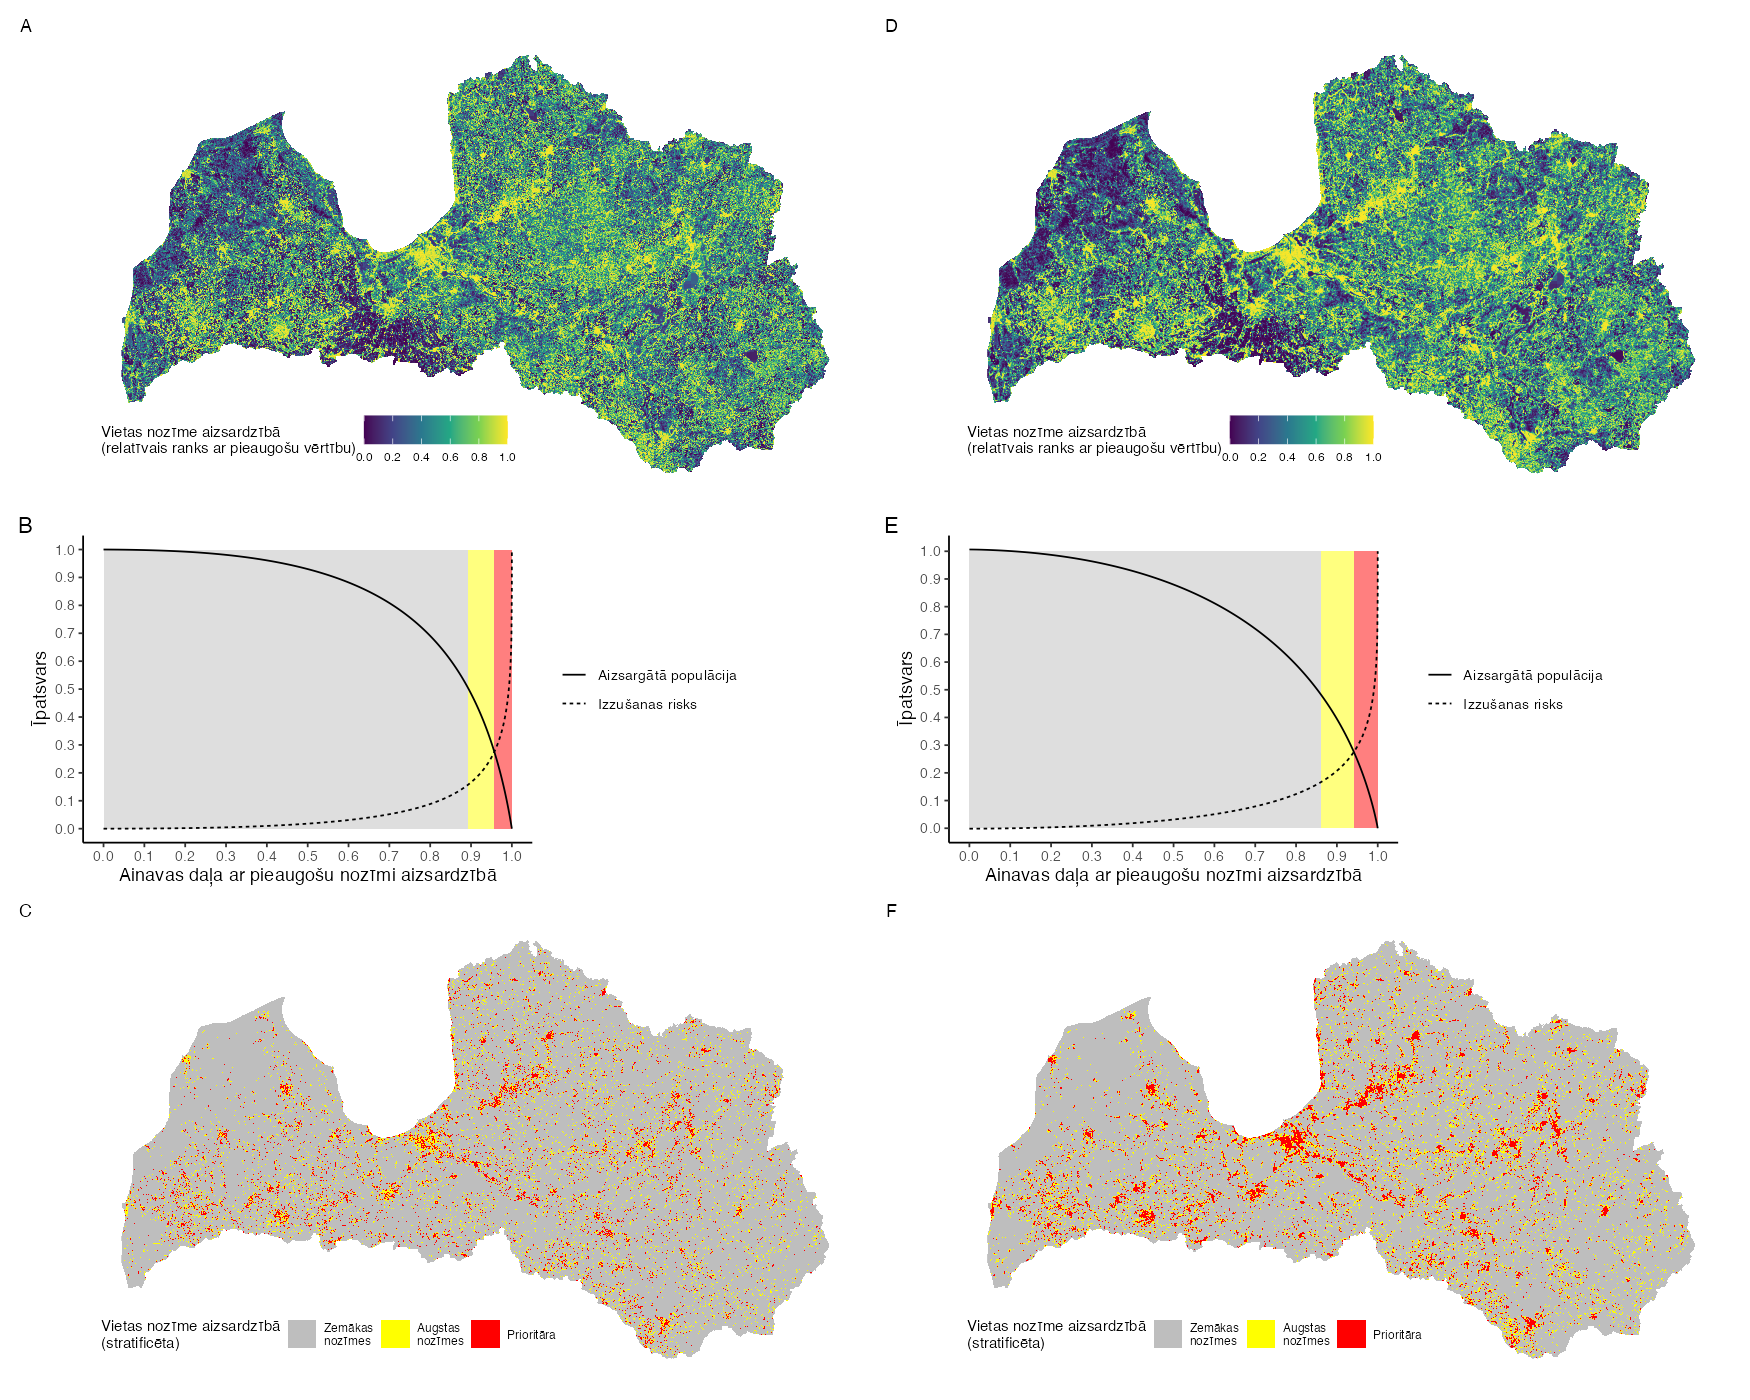 A
Vietas nozīme aizsardzībā
(relatīvais ranks ar pieaugošu vērtību)
0.0 0.2 0.4 0.6 0.8 1.0
D
Vietas nozīme aizsardzībā
(relatīvais ranks ar pieaugošu vērtību)
0.0 0.2 0.4 0.6 0.8 1.0
B
Īpatsvars
1.0
0.9
0.8
0.7
0.6
0.5
0.4
0.3
0.2
0.1
0.0
0.0 0.1 0.2 0.3 0.4 0.5 0.6 0.7 0.8 0.9 1.0
Ainavas daļa ar pieaugošu nozīmi aizsardzībā
Aizsargātā populācija
Izzušanas risks
E
Īpatsvars
1.0
0.9
0.8
0.7
0.6
0.5
0.4
0.3
0.2
0.1
0.0
0.0 0.1 0.2 0.3 0.4 0.5 0.6 0.7 0.8 0.9 1.0
Ainavas daļa ar pieaugošu nozīmi aizsardzībā
Aizsargātā populācija
Izzušanas risks
C
Vietas nozīme aizsardzībā
(stratificēta)
Zemākas
nozīmes
Augstas
nozīmes
Prioritāra
F
Vietas nozīme aizsardzībā
(stratificēta)
Zemākas
nozīmes
Augstas
nozīmes
Prioritāra